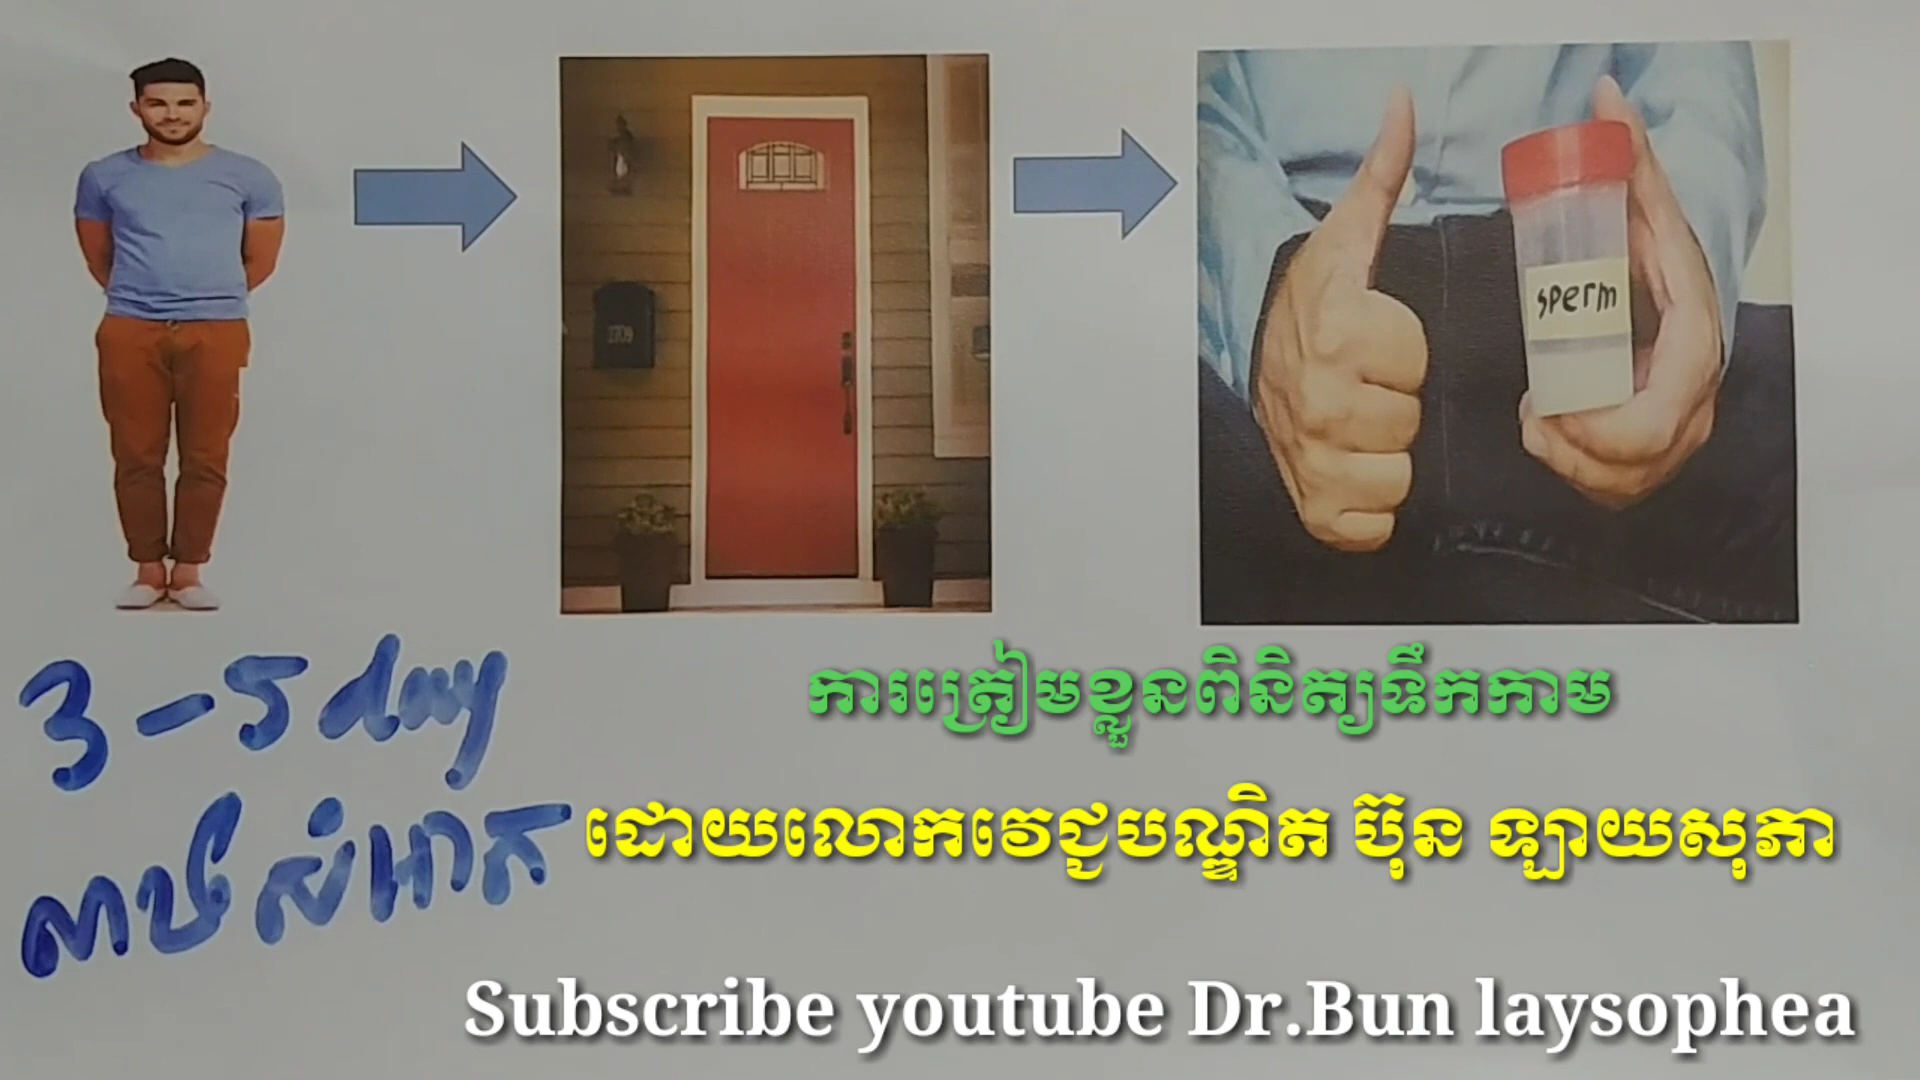 2709
sperm
3-5 day
ការត្រៀមខ្លួនពិនិត្យទឹកកាម
ដោយលោកវេជ្ជបណ្ឌិត ប៊ុន ឡាយសុភា
សំអាត
Subscribe youtube Dr.Bun laysophea